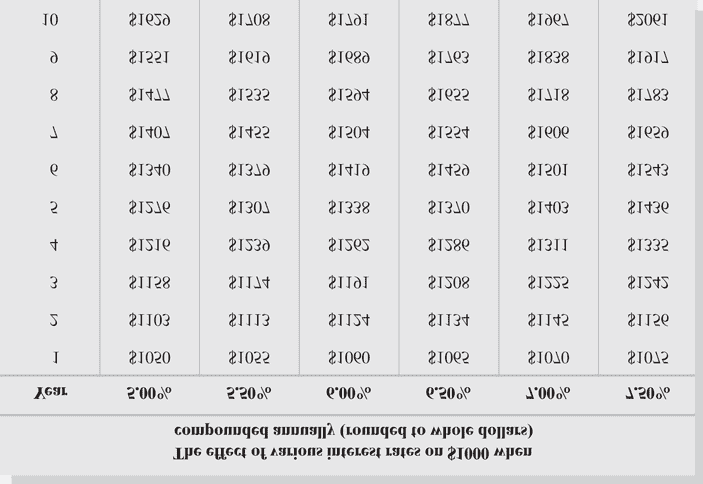 The effect of various interest rates on $1000 when
compounded annually (rounded to whole dollars)
Year 5.00% 5.50% 6.00% 6.50% 7.00% 7.50%
1 $1050 $1055 $1060 $1065 $1070 $1075
2 $1103 $1113 $1124 $1134 $1145 $1156
3 $1158 $1174 $1191 $1208 $1225 $1242
4 $1216 $1239 $1262 $1286 $1311 $1335
5 $1276 $1307 $1338 $1370 $1403 $1436
6 $1340 $1379 $1419 $1459 $1501 $1543
7 $1407 $1455 $1504 $1554 $1606 $1659
8 $1477 $1535 $1594 $1655 $1718 $1783
9 $1551 $1619 $1689 $1763 $1838 $1917
10 $1629 $1708 $1791 $1877 $1967 $2061